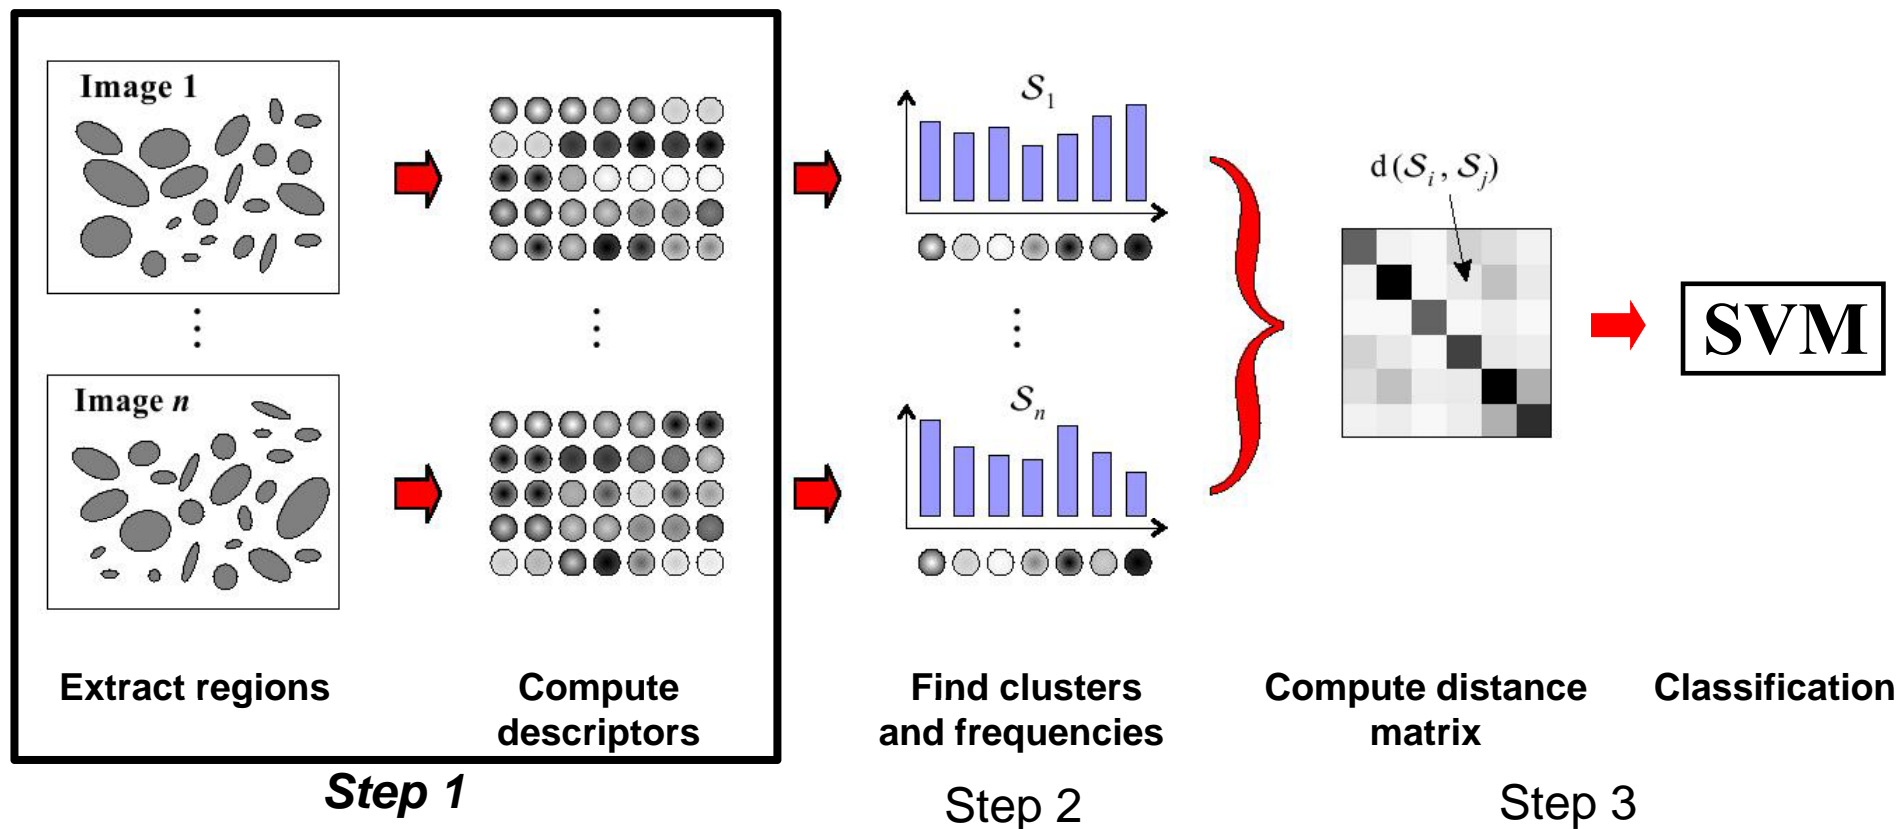 Image 1
S1
d(Si, Sj)
SVM
Image n
Sn
Extract regions
Compute
descriptors
Find clusters
and frequencies
Compute distance
matrix
Classification
Step 1
Step 2
Step 3